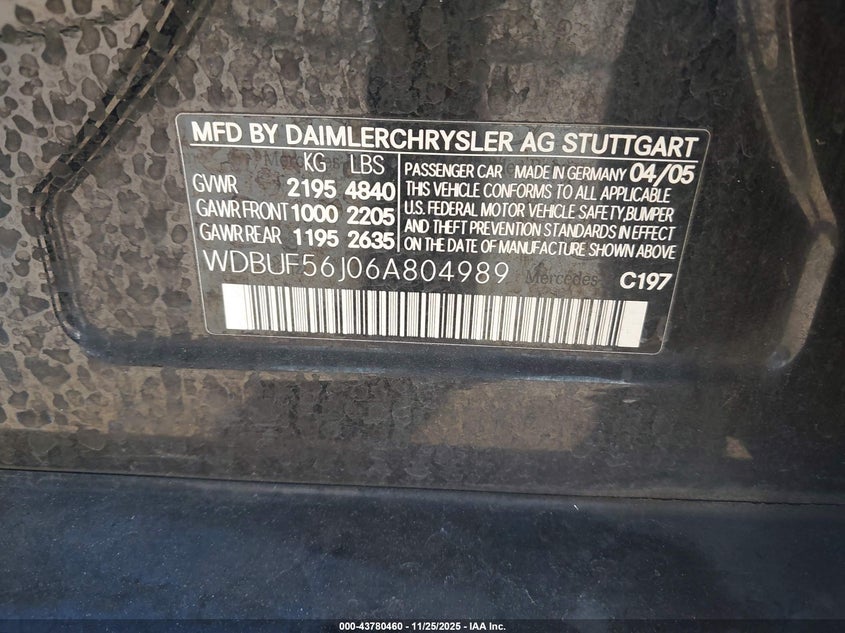 MFD BY DAIMLERCHRYSLER AG STUTTGART
KG LBS
GVWR 2195 4840
GAWR FRONT 1000 2205
GAWR REAR 1195 2635
PASSENGER CAR MADE IN GERMANY 04/05
THIS VEHICLE CONFORMS TO ALL APPLICABLE
U.S. FEDERAL MOTOR VEHICLE SAFETY, BUMPER
AND THEFT PREVENTION STANDARDS IN EFFECT
ON THE DATE OF MANUFACTURE SHOWN ABOVE
WDBUF56J06A804989 Mercedes C197
000-43780460 - 11/25/2025 - IAA Inc.